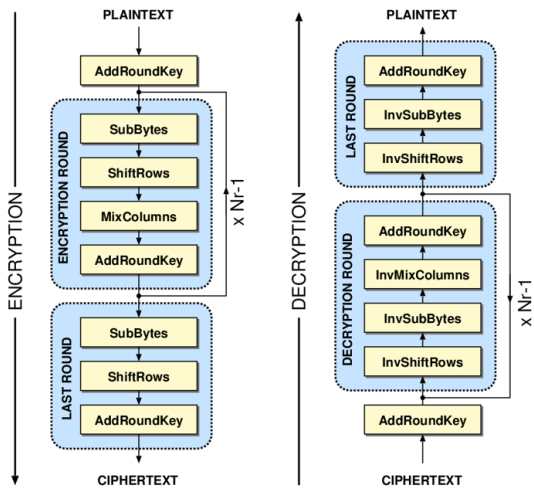 PLAINTEXT
AddRoundKey
SubBytes
ShiftRows
MixColumns
AddRoundKey
ENCRYPTION ROUND
x Nr-1
SubBytes
ShiftRows
AddRoundKey
LAST ROUND
CIPHERTEXT
ENCRYPTION
PLAINTEXT
AddRoundKey
InvSubBytes
InvShiftRows
LAST ROUND
AddRoundKey
InvMixColumns
InvSubBytes
InvShiftRows
DECRYPTION ROUND
x Nr-1
AddRoundKey
CIPHERTEXT
DECRYPTION